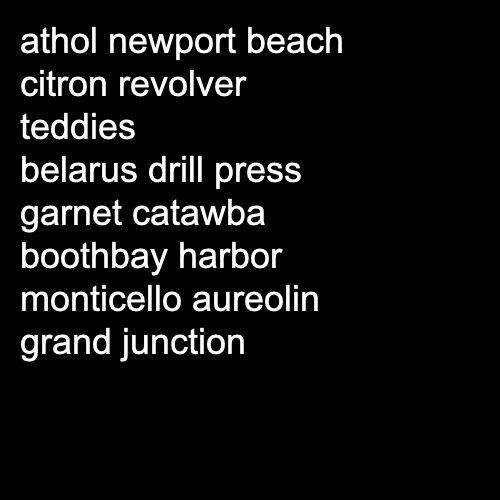 athol newport beach
citron revolver
teddies
belarus drill press
garnet catawba
boothbay harbor
monticello aureolin
grand junction